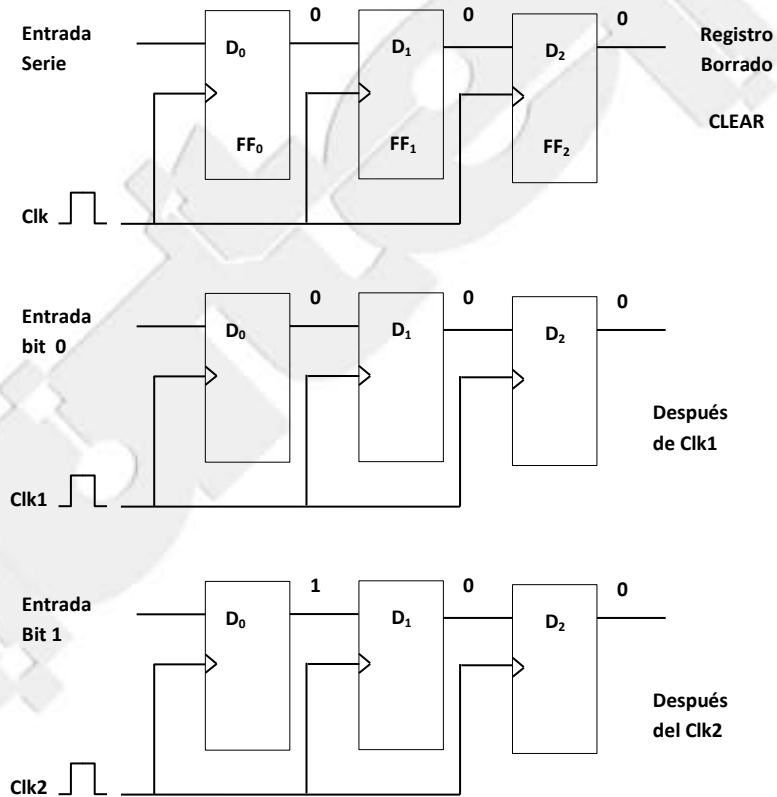 0 0 0
Entrada Serie
D₀ D₁ D₂
Registro Borrado
CLEAR
FF₀ FF₁ FF₂
Clk
0 0 0
Entrada bit 0
D₀ D₁ D₂
Después de Clk1
Clk1
1 0 0
Entrada Bit 1
D₀ D₁ D₂
Después del Clk2
Clk2